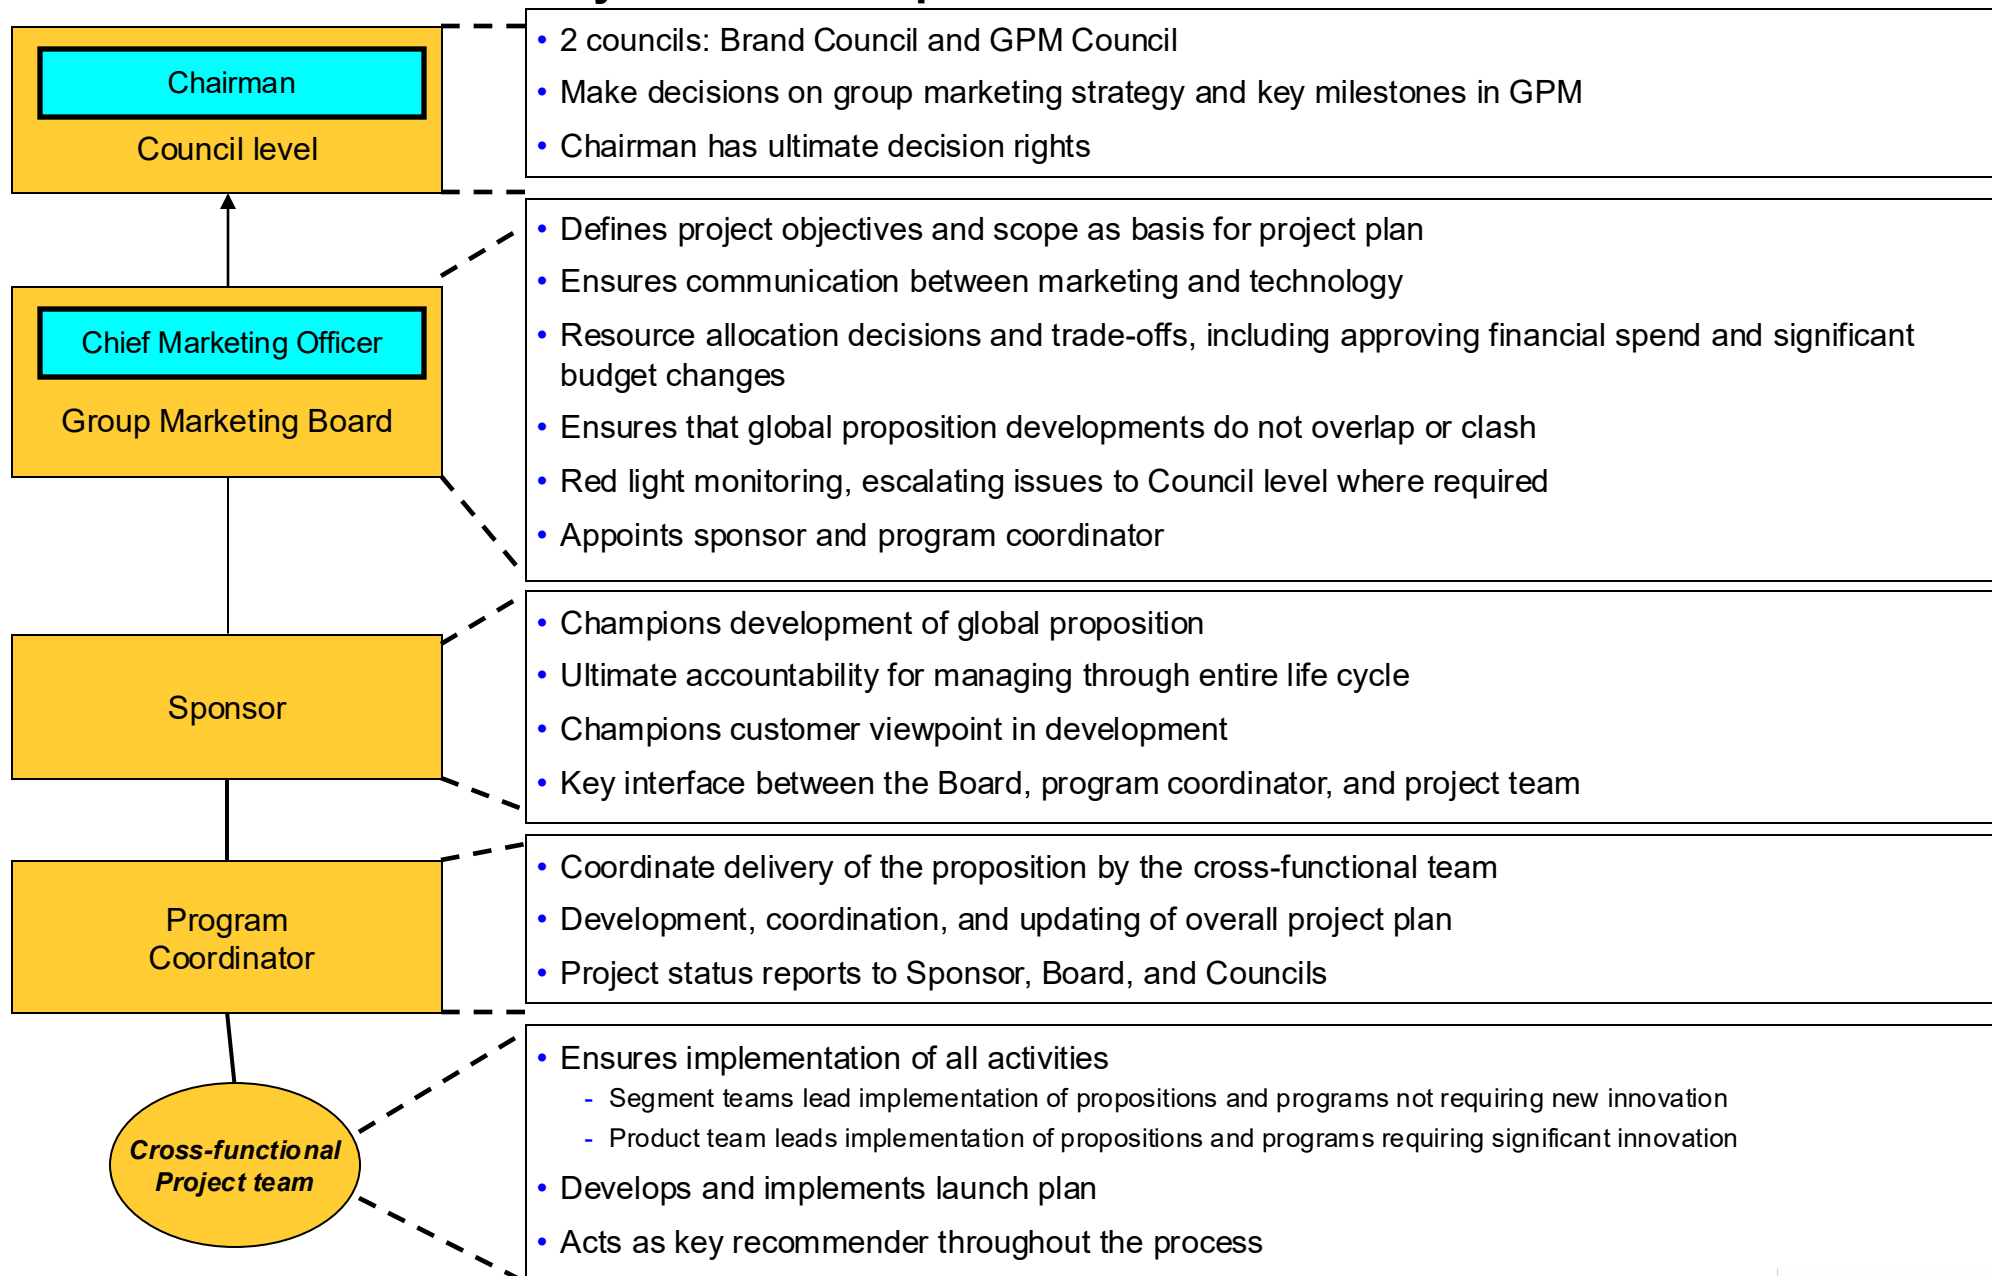 Chairman
Council level
• 2 councils: Brand Council and GPM Council
• Make decisions on group marketing strategy and key milestones in GPM
• Chairman has ultimate decision rights
Chief Marketing Officer
Group Marketing Board
• Defines project objectives and scope as basis for project plan
• Ensures communication between marketing and technology
• Resource allocation decisions and trade-offs, including approving financial spend and significant
budget changes
• Ensures that global proposition developments do not overlap or clash
• Red light monitoring, escalating issues to Council level where required
• Appoints sponsor and program coordinator
Sponsor
• Champions development of global proposition
• Ultimate accountability for managing through entire life cycle
• Champions customer viewpoint in development
• Key interface between the Board, program coordinator, and project team
Program
Coordinator
• Coordinate delivery of the proposition by the cross-functional team
• Development, coordination, and updating of overall project plan
• Project status reports to Sponsor, Board, and Councils
Cross-functional
Project team
• Ensures implementation of all activities
- Segment teams lead implementation of propositions and programs not requiring new innovation
- Product team leads implementation of propositions and programs requiring significant innovation
• Develops and implements launch plan
• Acts as key recommender throughout the process